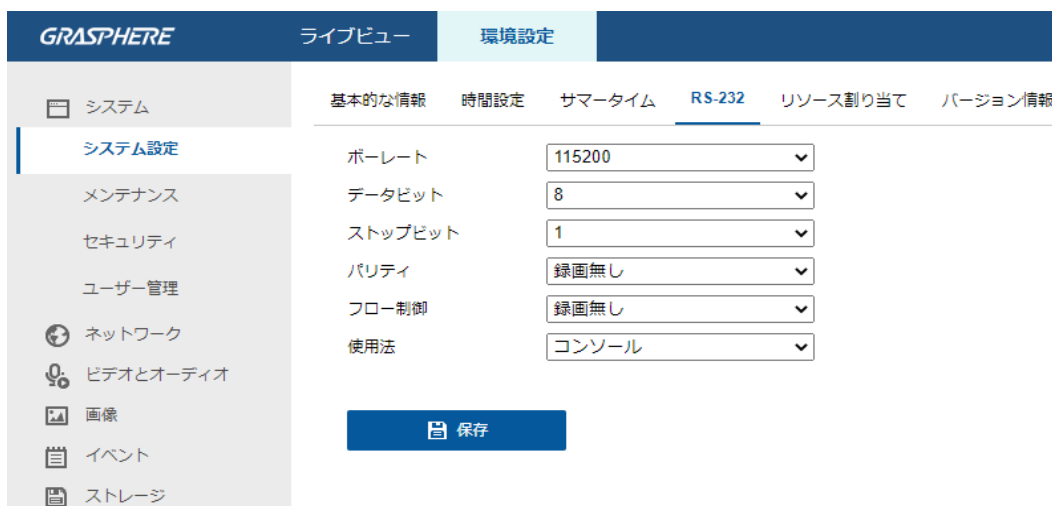 GRASPHERE ライブビュー 環境設定
システム
システム設定
メンテナンス
セキュリティ
ユーザー管理
ネットワーク
ビデオとオーディオ
画像
イベント
ストレージ
基本的な情報 時間設定 サマータイム RS-232 リソース割り当て バージョン情報
ボーレート 115200
データビット 8
ストップビット 1
パリティ 録画無し
フロー制御 録画無し
使用法 コンソール
保存